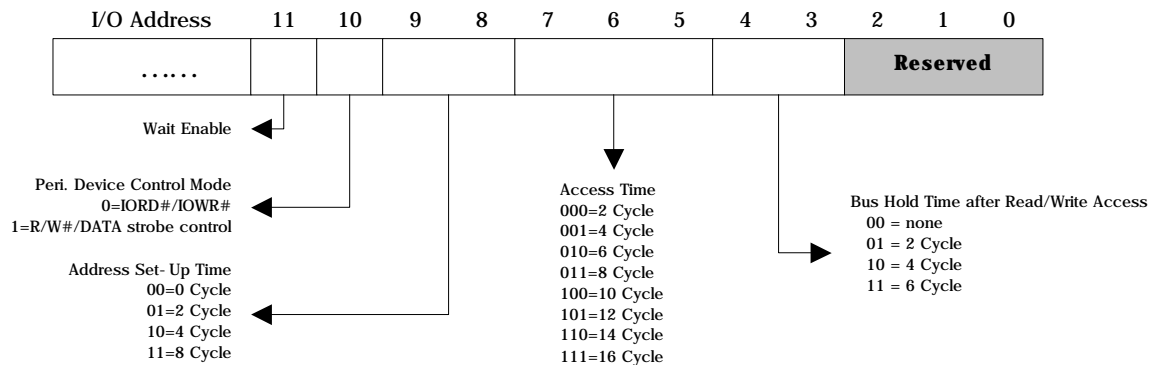 I/O Address 11 10 9 8 7 6 5 4 3 2 1 0
...... Reserved
Wait Enable
Peri. Device Control Mode
0=IORD#/IOWR#
1=R/W#/DATA strobe control
Address Set-Up Time
00=0 Cycle
01=2 Cycle
10=4 Cycle
11=8 Cycle
Access Time
000=2 Cycle
001=4 Cycle
010=6 Cycle
011=8 Cycle
100=10 Cycle
101=12 Cycle
110=14 Cycle
111=16 Cycle
Bus Hold Time after Read/Write Access
00 = none
01 = 2 Cycle
10 = 4 Cycle
11 = 6 Cycle